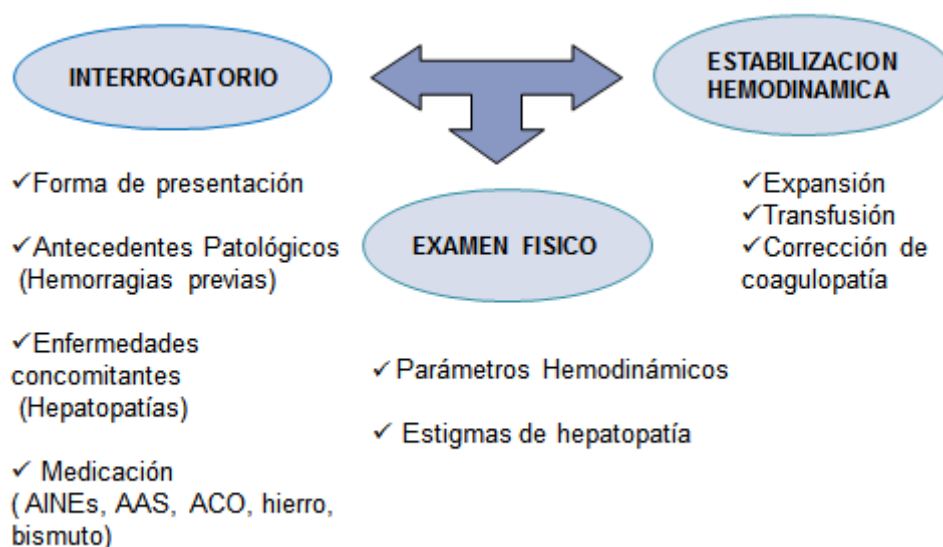 INTERROGATORIO
✓Forma de presentación
✓Antecedentes Patológicos
(Hemorragias previas)
✓Enfermedades
concomitantes
(Hepatopatías)
✓ Medicación
( AINEs, AAS, ACO, hierro,
bismuto)
EXAMEN FISICO
✓ Parámetros Hemodinámicos
✓ Estigmas de hepatopatía
ESTABILIZACION
HEMODINAMICA
✓Expansión
✓Transfusión
✓Corrección de
coagulopatía